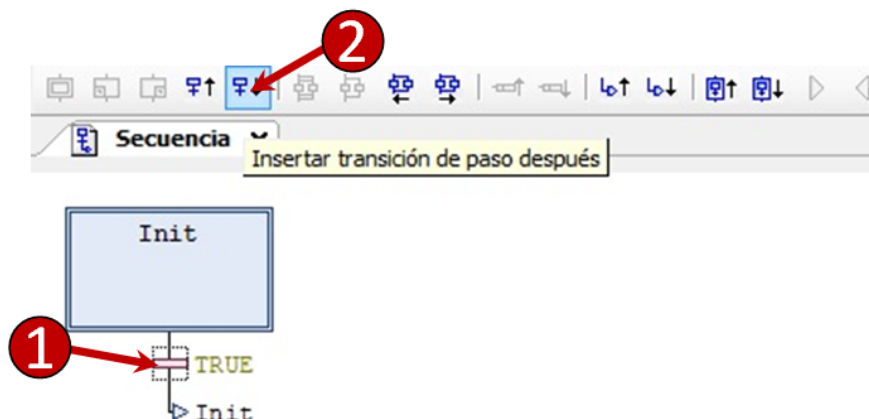 2
Secuencia
Insertar transición de paso después
Init
1
TRUE
Init